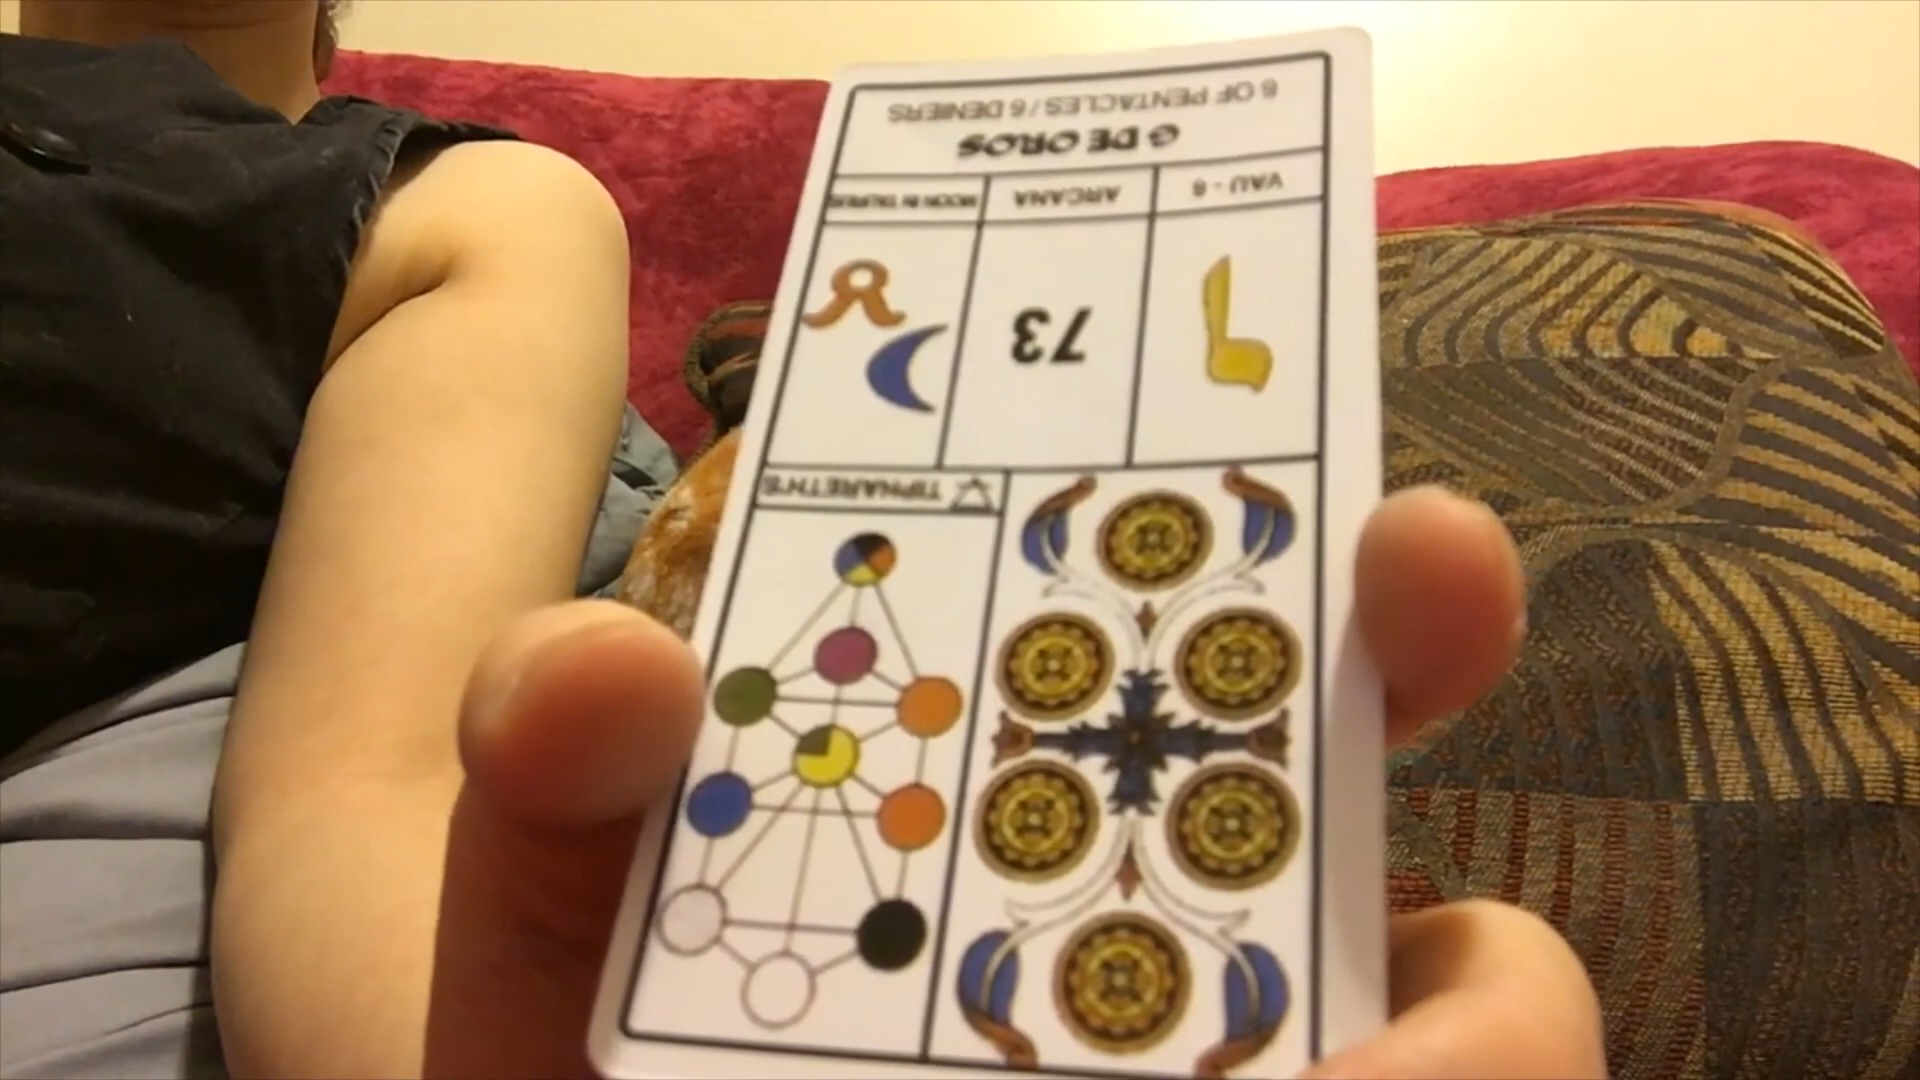 TIPHARETH
ו
73
VAU - 6
ARCANA
MOON IN TAURUS
6 DE OROS
6 OF PENTACLES / 6 DENIERS